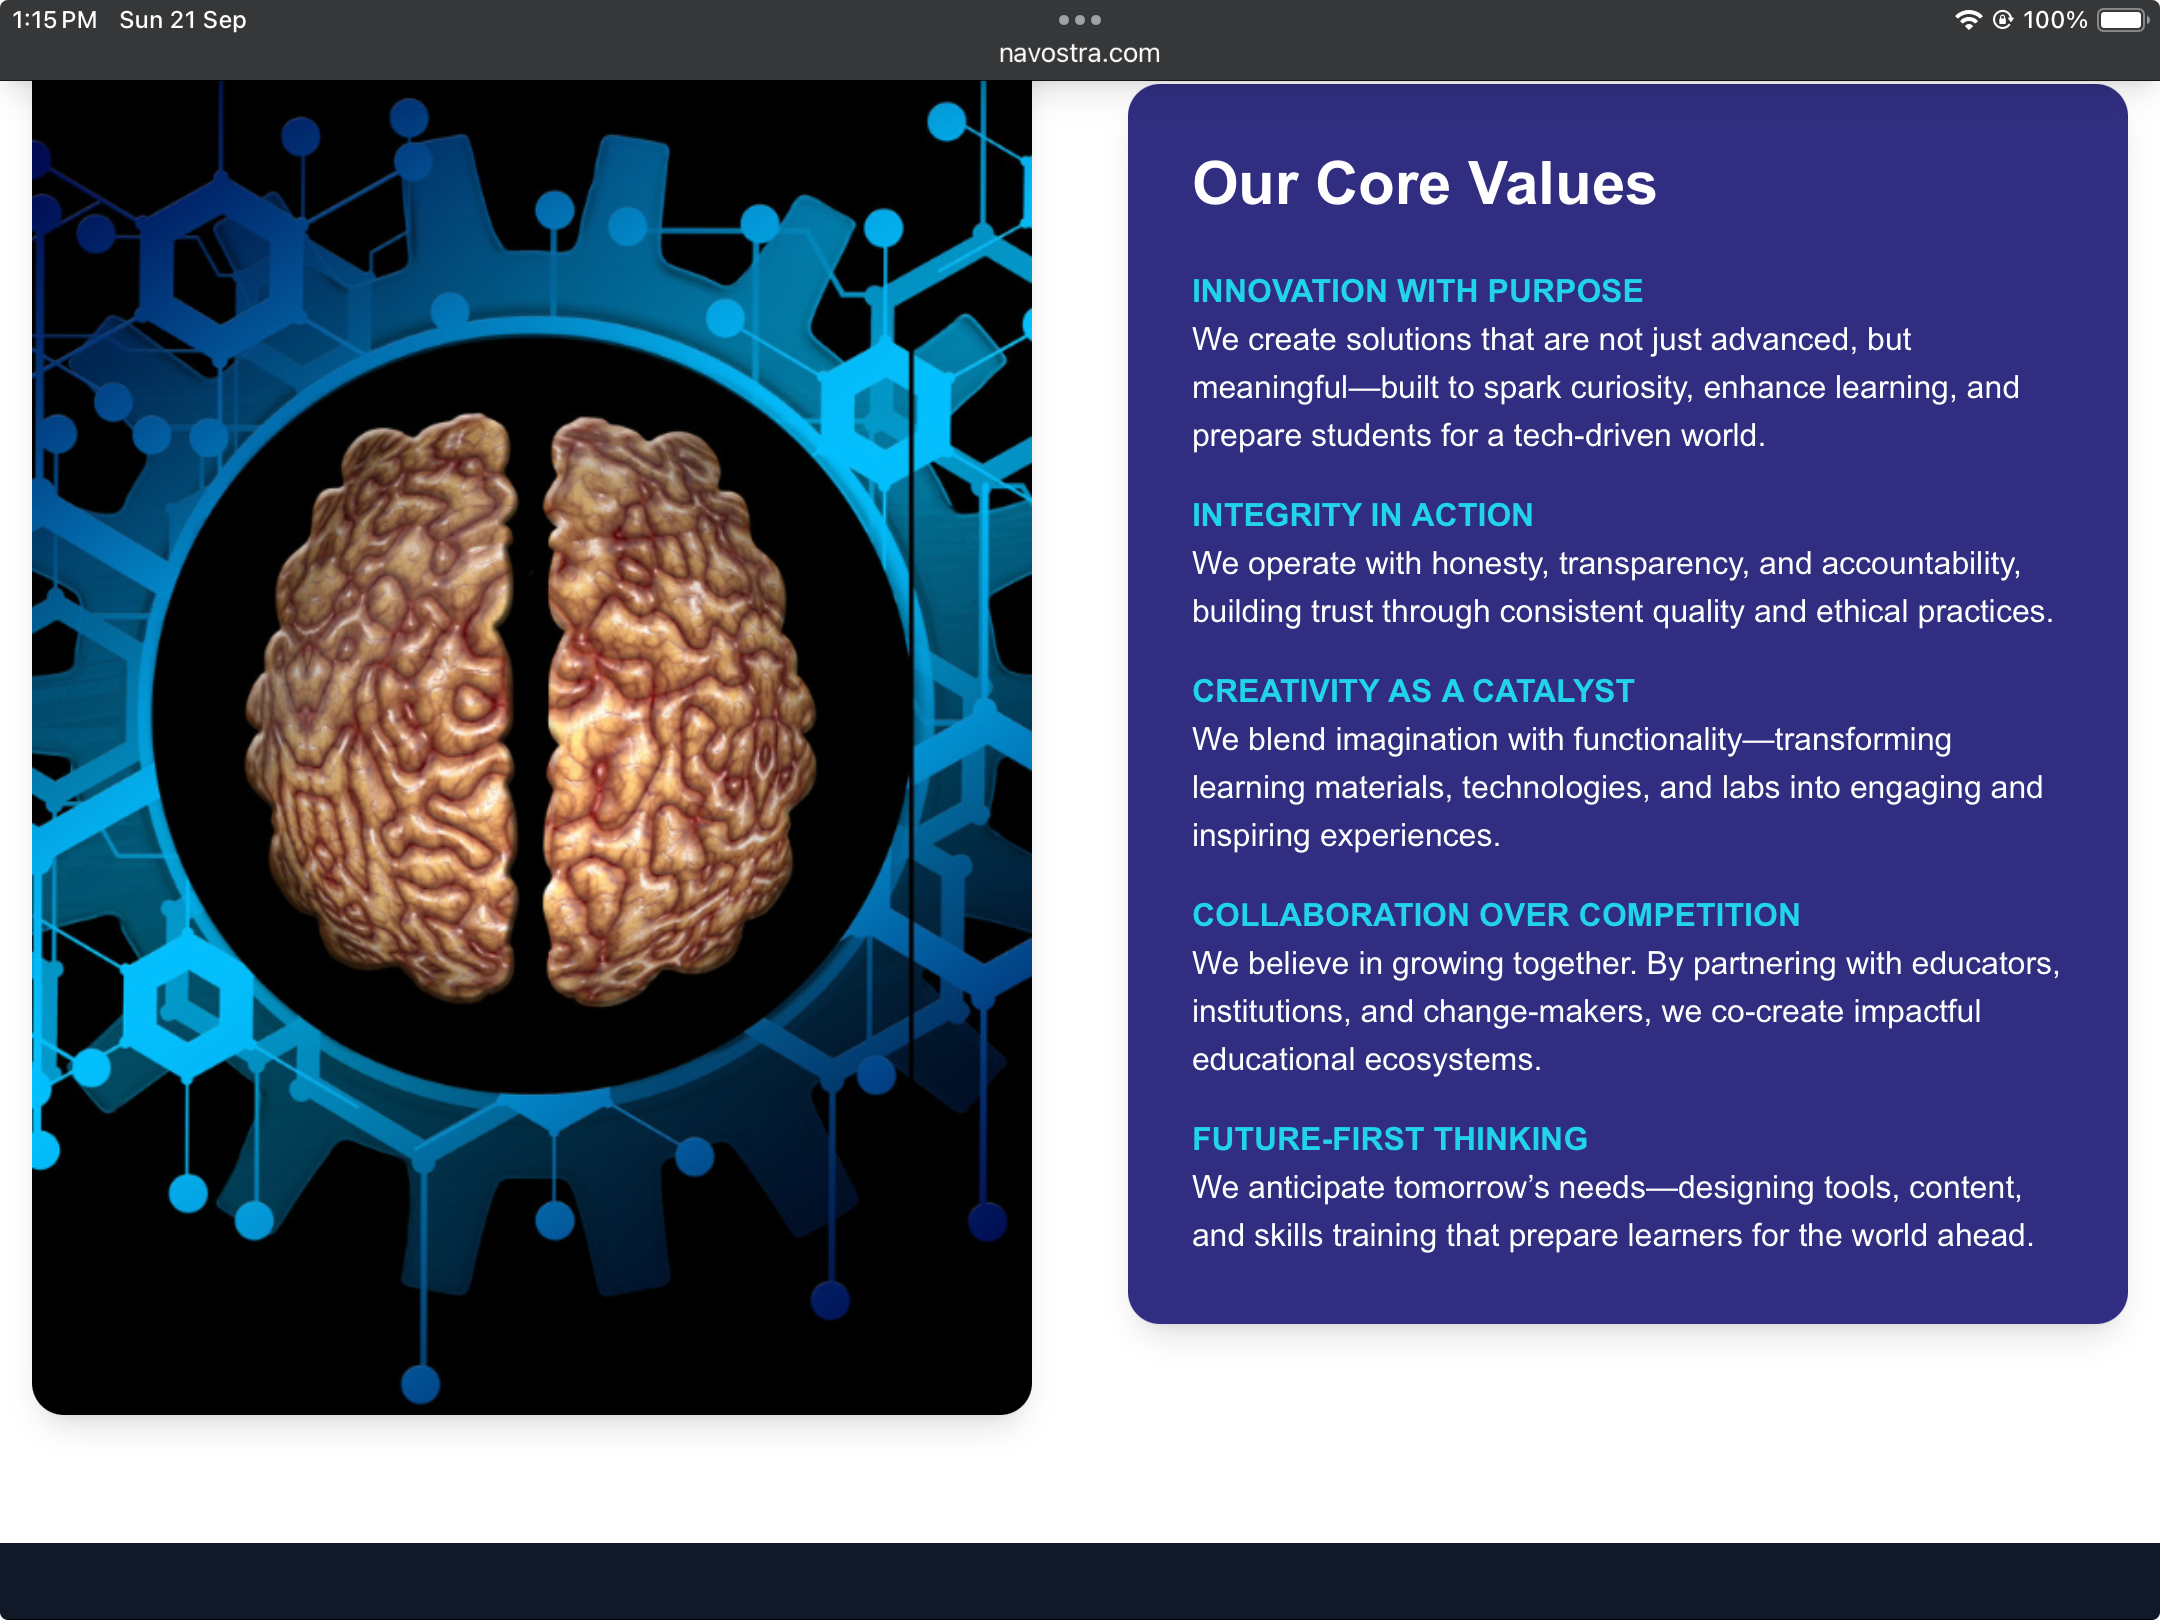 1:15 PM Sun 21 Sep
100%
navostra.com
Our Core Values
INNOVATION WITH PURPOSE
We create solutions that are not just advanced, but
meaningful—built to spark curiosity, enhance learning, and
prepare students for a tech-driven world.
INTEGRITY IN ACTION
We operate with honesty, transparency, and accountability,
building trust through consistent quality and ethical practices.
CREATIVITY AS A CATALYST
We blend imagination with functionality—transforming
learning materials, technologies, and labs into engaging and
inspiring experiences.
COLLABORATION OVER COMPETITION
We believe in growing together. By partnering with educators,
institutions, and change-makers, we co-create impactful
educational ecosystems.
FUTURE-FIRST THINKING
We anticipate tomorrow’s needs—designing tools, content,
and skills training that prepare learners for the world ahead.